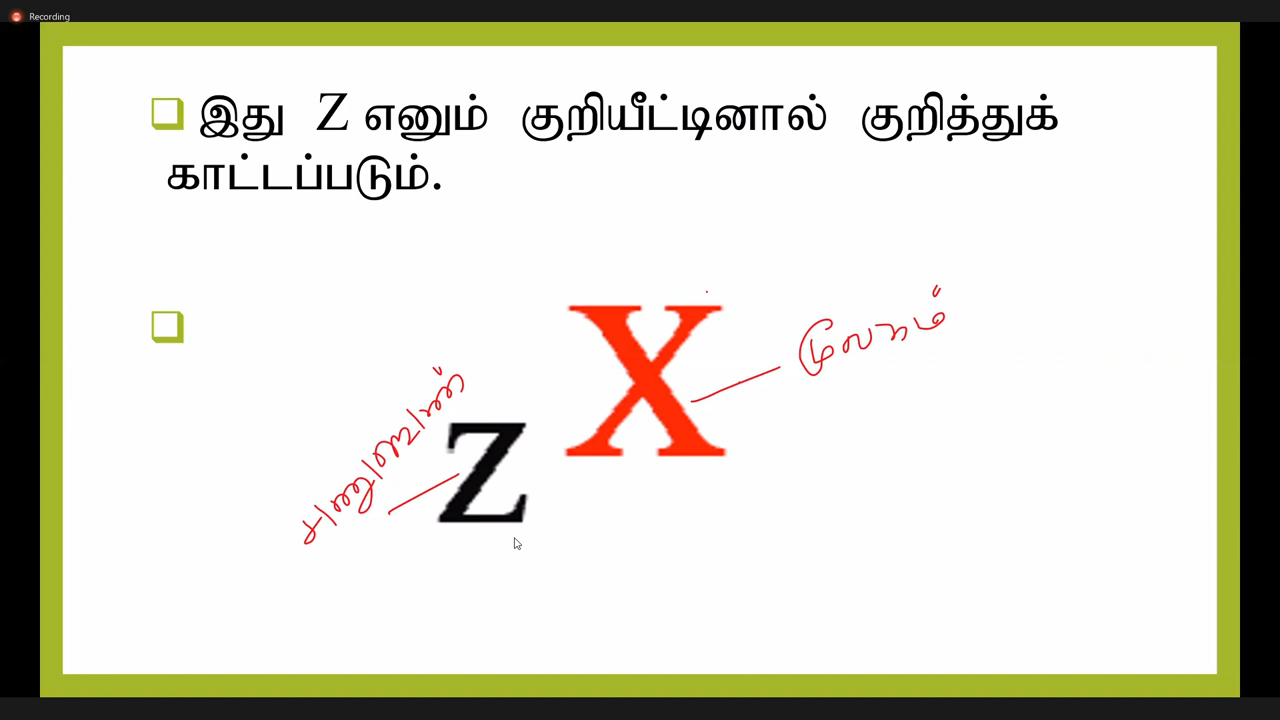 Recording
இது Z எனும் குறியீட்டினால் குறித்துக்
காட்டப்படும்.
X
மூலகம்
Z